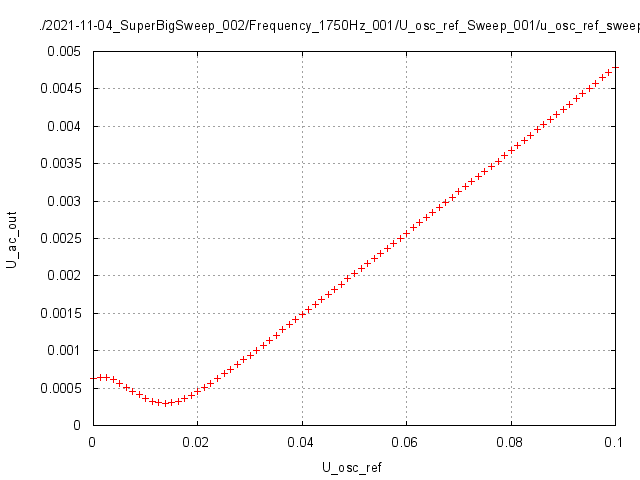 ./2021-11-04_SuperBigSweep_002/Frequency_1750Hz_001/U_osc_ref_Sweep_001/u_osc_ref_sweep
0.005
0.0045
0.004
0.0035
0.003
0.0025
0.002
0.0015
0.001
0.0005
0
U_ac_out
0 0.02 0.04 0.06 0.08 0.1
U_osc_ref